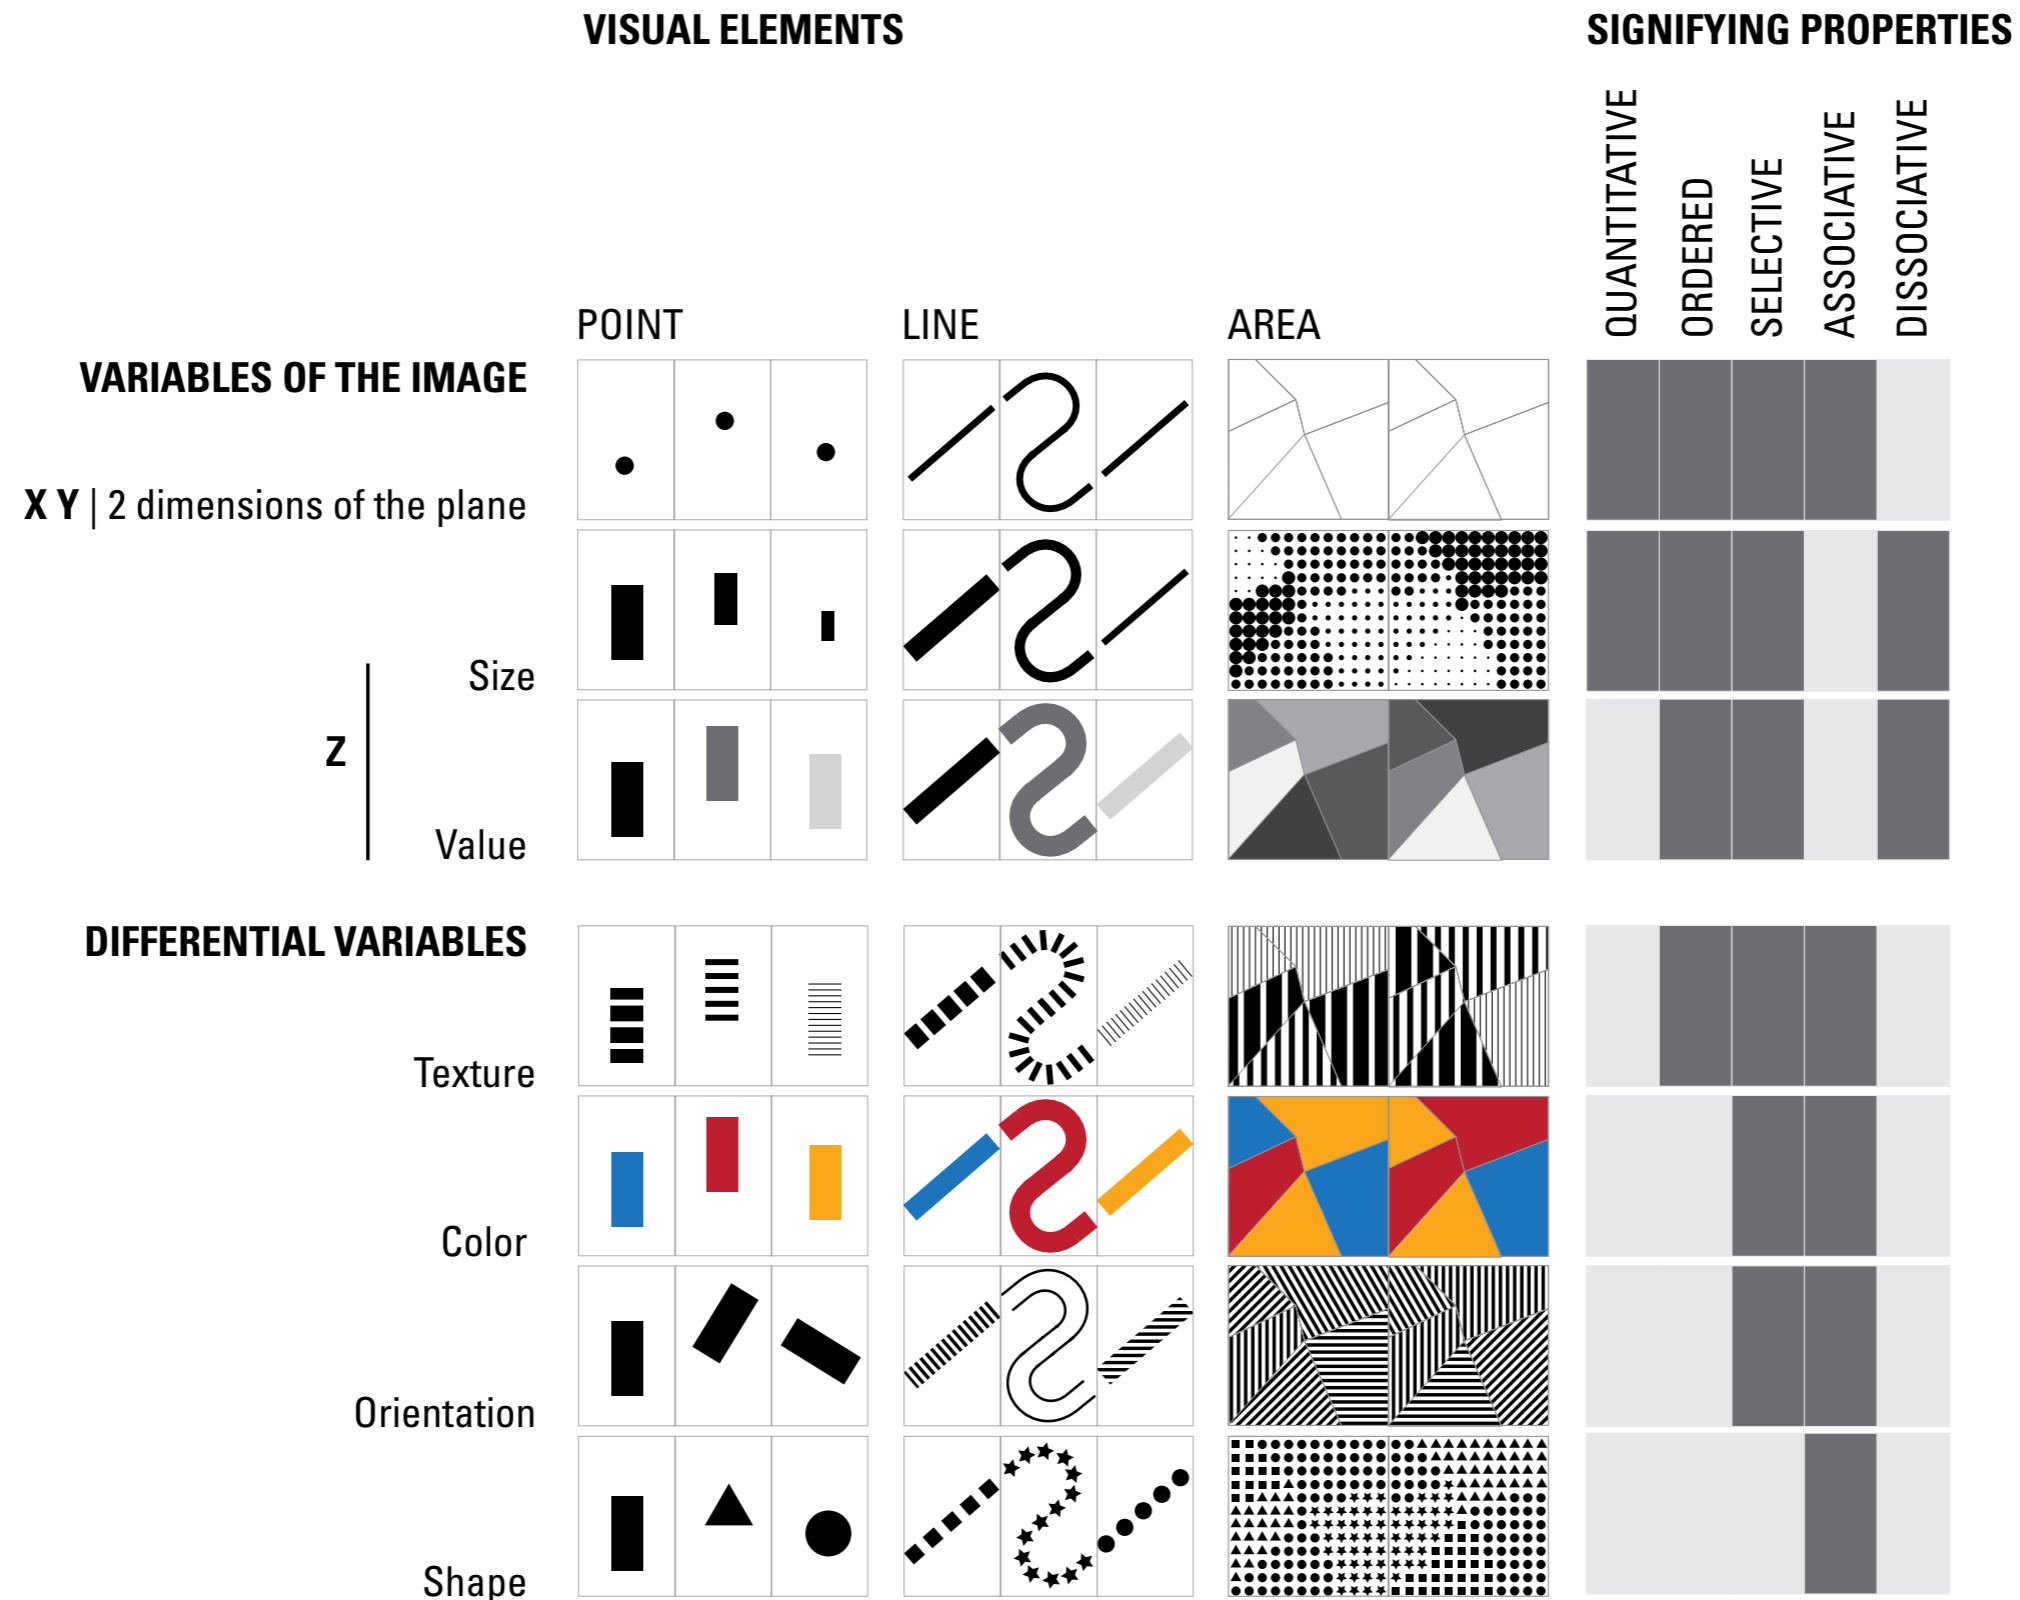 VISUAL ELEMENTS
SIGNIFYING PROPERTIES
QUANTITATIVE
ORDERED
SELECTIVE
ASSOCIATIVE
DISSOCIATIVE
POINT
LINE
AREA
VARIABLES OF THE IMAGE
X Y | 2 dimensions of the plane
Size
Z
Value
DIFFERENTIAL VARIABLES
Texture
Color
Orientation
Shape